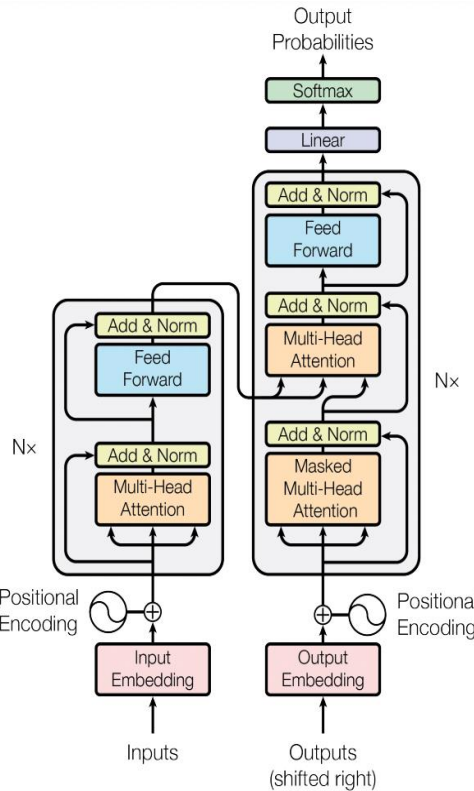 Output
Probabilities
Softmax
Linear
Add & Norm
Feed
Forward
Add & Norm
Multi-Head
Attention
Add & Norm
Masked
Multi-Head
Attention
Nx
Add & Norm
Feed
Forward
Add & Norm
Multi-Head
Attention
Nx
Positional
Encoding
Positional
Encoding
Input
Embedding
Output
Embedding
Inputs
Outputs
(shifted right)